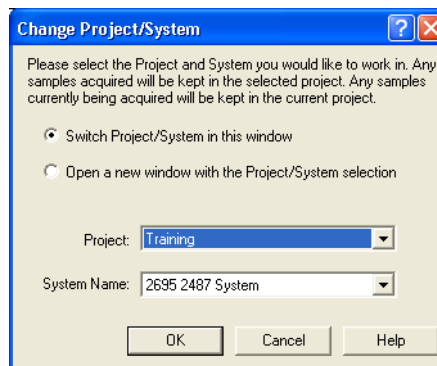 Change Project/System
Please select the Project and System you would like to work in. Any
samples acquired will be kept in the selected project. Any samples
currently being acquired will be kept in the current project.
Switch Project/System in this window
Open a new window with the Project/System selection
Project: Training
System Name: 2695 2487 System
OK Cancel Help